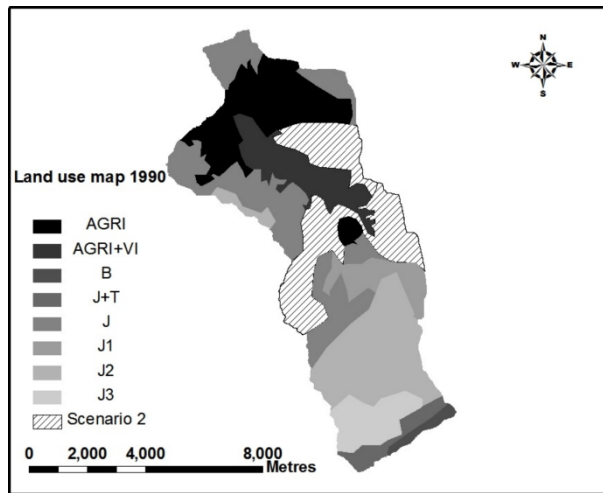 N
W E
S
Land use map 1990
AGRI
AGRI+VI
B
J+T
J
J1
J2
J3
Scenario 2
0 2,000 4,000 8,000
Metres